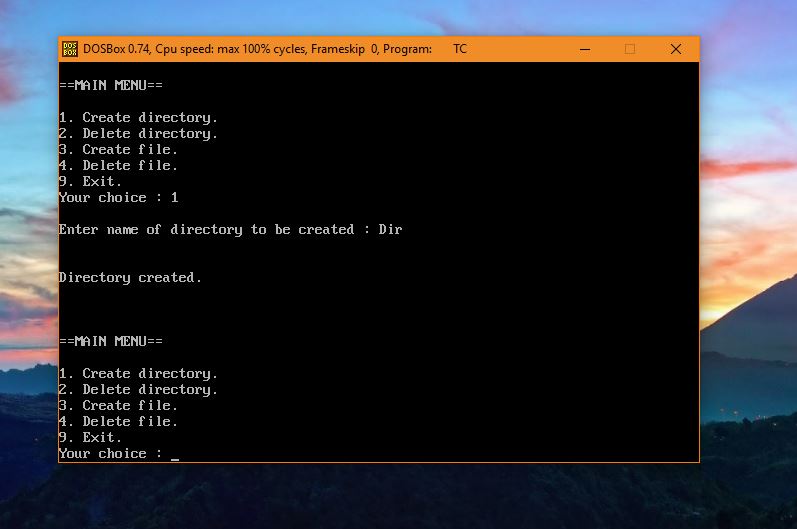 DOS BOX DOSBox 0.74, Cpu speed: max 100% cycles, Frameskip 0, Program: TC
==MAIN MENU==
1. Create directory.
2. Delete directory.
3. Create file.
4. Delete file.
9. Exit.
Your choice : 1
Enter name of directory to be created : Dir
Directory created.
==MAIN MENU==
1. Create directory.
2. Delete directory.
3. Create file.
4. Delete file.
9. Exit.
Your choice : _